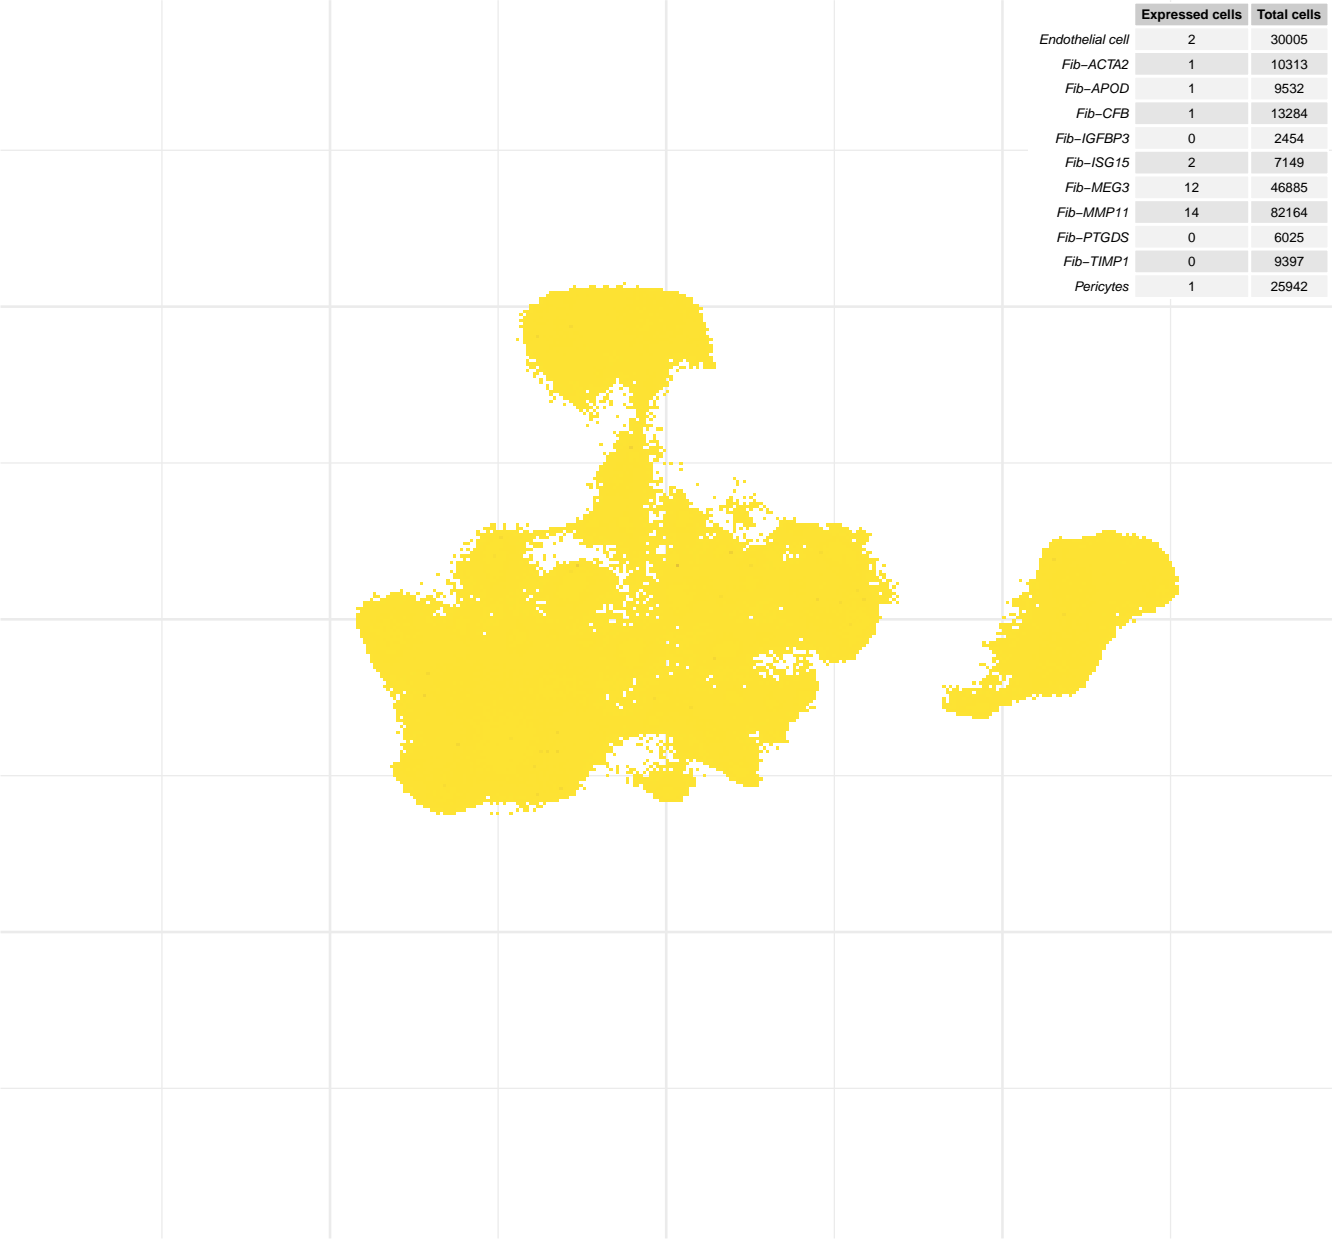 Expressed cells Total cells
Endothelial cell 2 30005
Fib−ACTA2 1 10313
Fib−APOD 1 9532
Fib−CFB 1 13284
Fib−IGFBP3 0 2454
Fib−ISG15 2 7149
Fib−MEG3 12 46885
Fib−MMP11 14 82164
Fib−PTGDS 0 6025
Fib−TIMP1 0 9397
Pericytes 1 25942